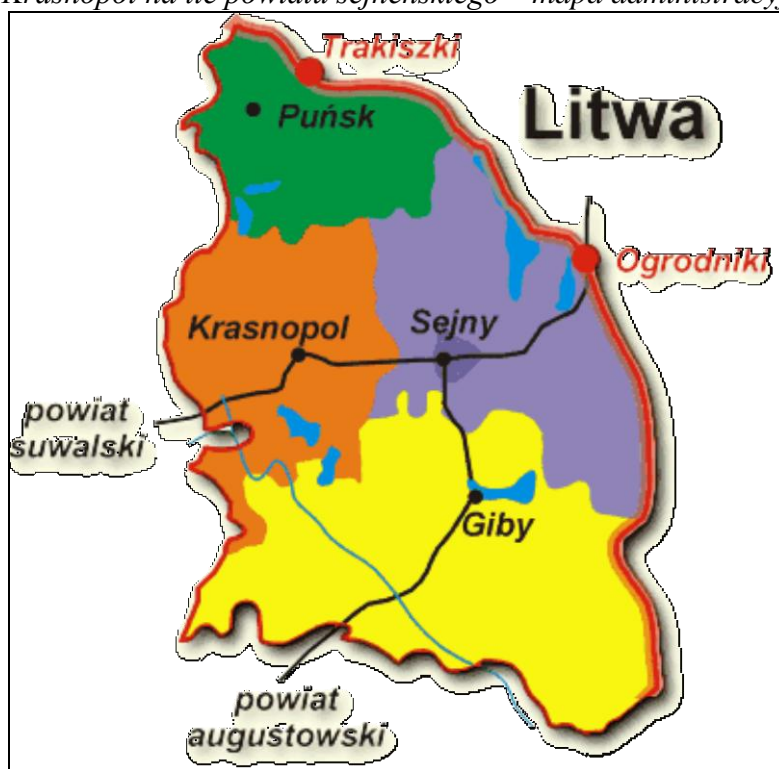 Krasnopol na tle powiatu sejneńskiego – mapa administracyj
Trakiszki
Puńsk
Litwa
Ogrodniki
Krasnopol
Sejny
powiat
suwalski
Giby
powiat
augustowski